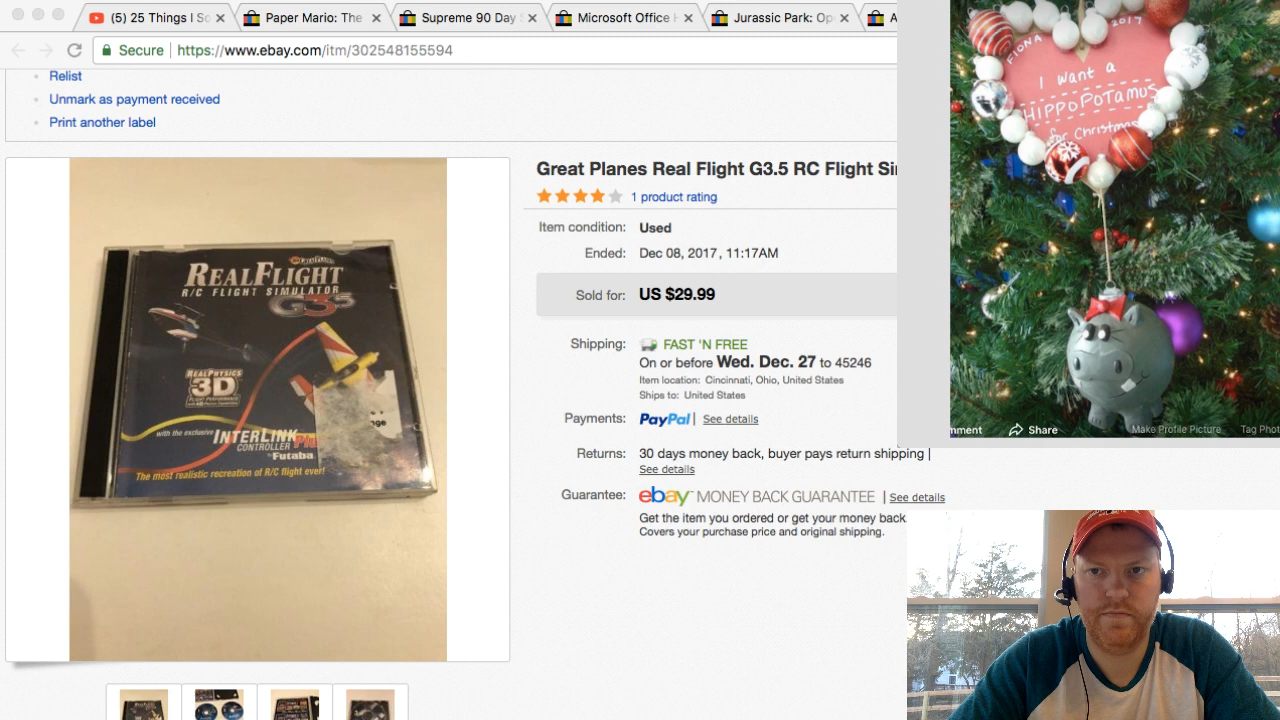 (5) 25 Things I So
Paper Mario: The
Supreme 90 Day
Microsoft Office
Jurassic Park: Op
Secure
https://www.ebay.com/itm/302548155594
Relist
Unmark as payment received
Print another label
Great Planes Real Flight G3.5 RC Flight Si
1 product rating
Item condition: Used
Ended: Dec 08, 2017, 11:17AM
Sold for: US $29.99
Shipping: FAST 'N FREE
On or before Wed. Dec. 27 to 45246
Item location: Cincinnati, Ohio, United States
Ships to: United States
Payments: PayPal | See details
Returns: 30 days money back, buyer pays return shipping |
See details
Guarantee: ebay MONEY BACK GUARANTEE | See details
Get the item you ordered or get your money back
Covers your purchase price and original shipping.
GREAT PLANES
REALFLIGHT
R/C FLIGHT SIMULATOR
G3.5
REALPHYSICS
3D
with the exclusive INTERLINK Plus
CONTROLLER
by Futaba
The most realistic recreation of R/C flight ever!
FIONA
2017
I want a
HIPPOPOTAMUS
for Christmas
mment
Share
Make Profile Picture
Tag Phot